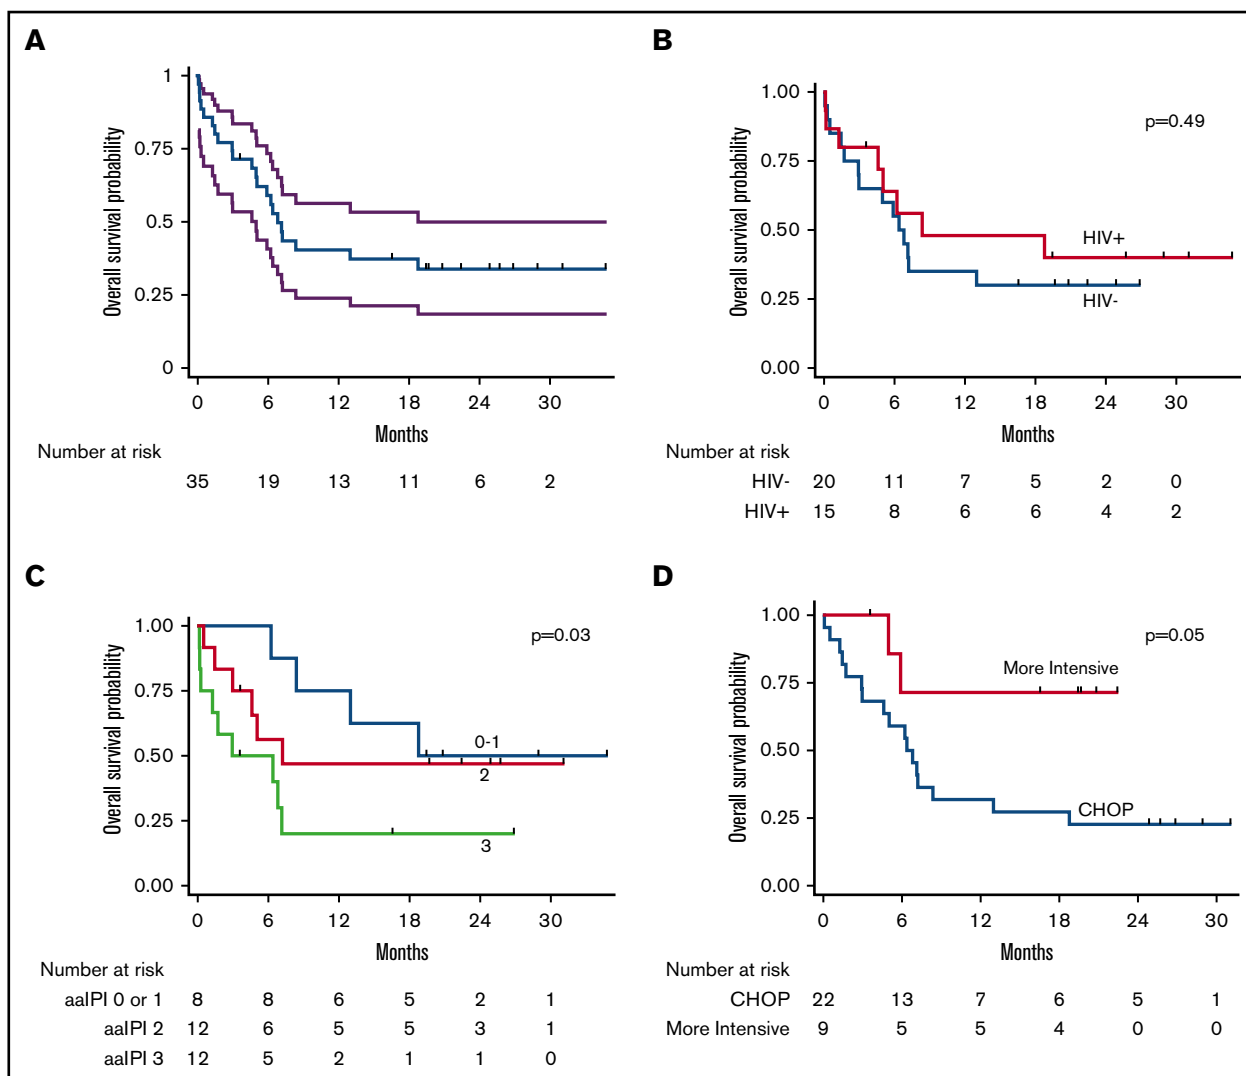 A
Overall survival probability
1
0.75
0.5
0.25
0
0 6 12 18 24 30
Months
Number at risk
35 19 13 11 6 2
B
Overall survival probability
1.00
0.75
0.50
0.25
0.00
p=0.49
HIV+
HIV-
0 6 12 18 24 30
Months
Number at risk
HIV- 20 11 7 5 2 0
HIV+ 15 8 6 6 4 2
C
Overall survival probability
1.00
0.75
0.50
0.25
0.00
p=0.03
0-1
2
3
0 6 12 18 24 30
Months
Number at risk
aaIPI 0 or 1 8 8 6 5 2 1
aaIPI 2 12 6 5 5 3 1
aaIPI 3 12 5 2 1 1 0
D
Overall survival probability
1.00
0.75
0.50
0.25
0.00
p=0.05
More Intensive
CHOP
0 6 12 18 24 30
Months
Number at risk
CHOP 22 13 7 6 5 1
More Intensive 9 5 5 4 0 0